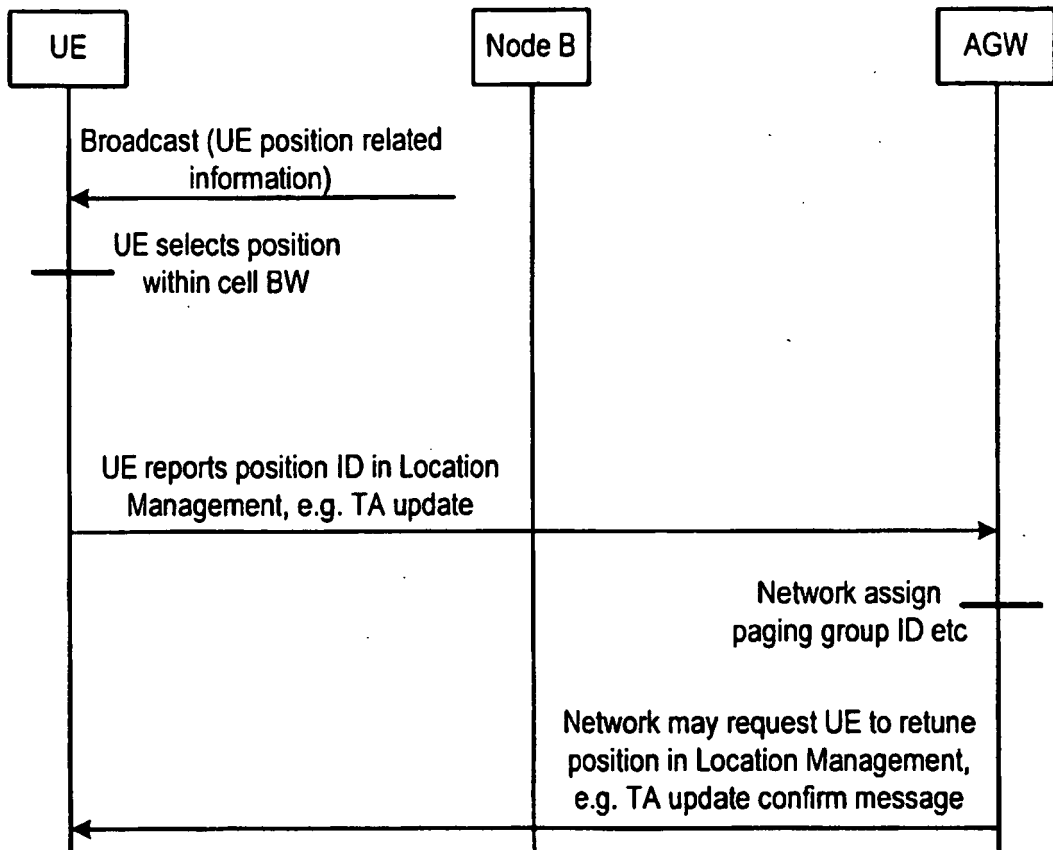 UE
Node B
AGW
Broadcast (UE position related
information)
UE selects position
within cell BW
UE reports position ID in Location
Management, e.g. TA update
Network assign
paging group ID etc
Network may request UE to retune
position in Location Management,
e.g. TA update confirm message